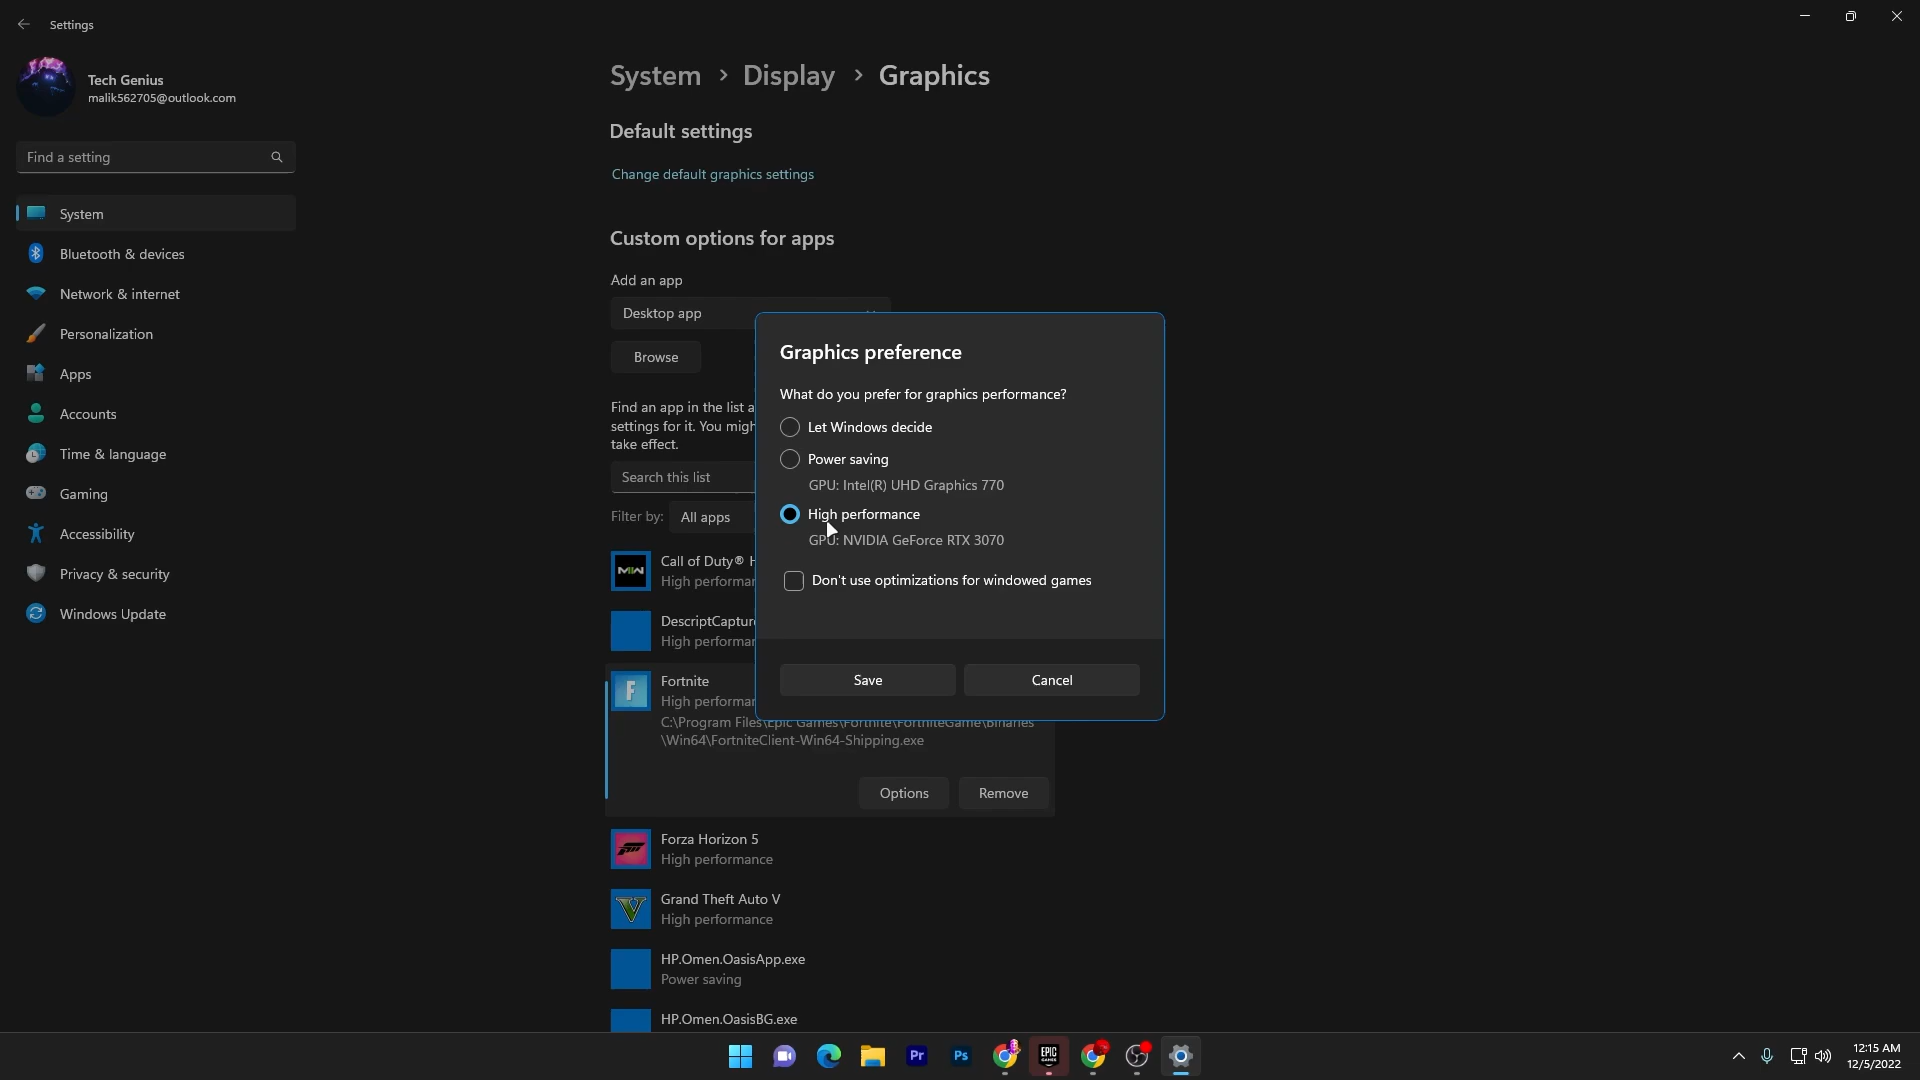 Settings
Tech Genius
malik562705@outlook.com
Find a setting
System
Bluetooth & devices
Network & internet
Personalization
Apps
Accounts
Time & language
Gaming
Accessibility
Privacy & security
Windows Update
System > Display > Graphics
Default settings
Change default graphics settings
Custom options for apps
Add an app
Desktop app
Browse
Find an app in the list a
settings for it. You migh
take effect.
Search this list
Filter by: All apps
Call of Duty® H
High performan
DescriptCapture
High performan
Fortnite
High performan
C:\Program Files\Epic Games\Fortnite\FortniteGame\Binaries
\Win64\FortniteClient-Win64-Shipping.exe
Options Remove
Forza Horizon 5
High performance
Grand Theft Auto V
High performance
HP.Omen.OasisApp.exe
Power saving
HP.Omen.OasisBG.exe
Graphics preference
What do you prefer for graphics performance?
Let Windows decide
Power saving
GPU: Intel(R) UHD Graphics 770
High performance
GPU: NVIDIA GeForce RTX 3070
Don't use optimizations for windowed games
Save Cancel
MW
F
V
Pr
Ps
EPIC
GAMES
12:15 AM
12/5/2022